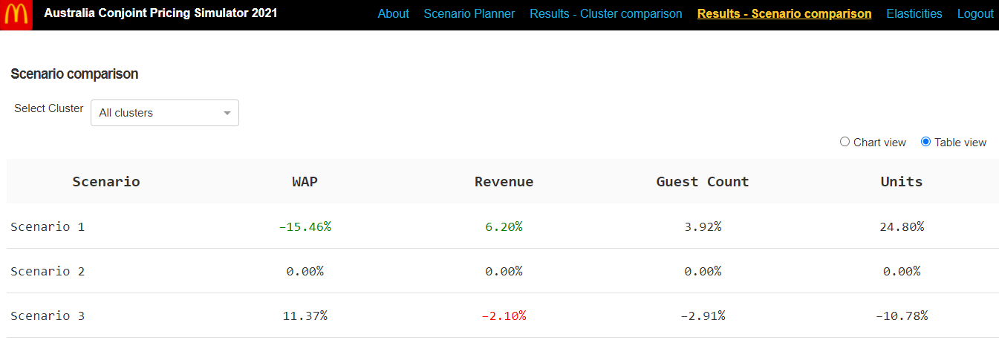 Australia Conjoint Pricing Simulator 2021 About Scenario Planner Results - Cluster comparison Results - Scenario comparison Elasticities Logout
Scenario comparison
Select Cluster All clusters
Chart view Table view
Scenario WAP Revenue Guest Count Units
Scenario 1 −15.46% 6.20% 3.92% 24.80%
Scenario 2 0.00% 0.00% 0.00% 0.00%
Scenario 3 11.37% −2.10% −2.91% −10.78%